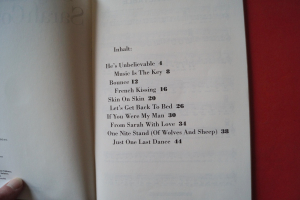 Inhalt:
He's Unbelievable 4
Music Is The Key 8
Bounce 12
French Kissing 16
Skin On Skin 20
Let's Get Back To Bed 26
If You Were My Man 30
From Sarah With Love 34
One Nite Stand (Of Wolves And Sheep) 38
Just One Last Dance 44